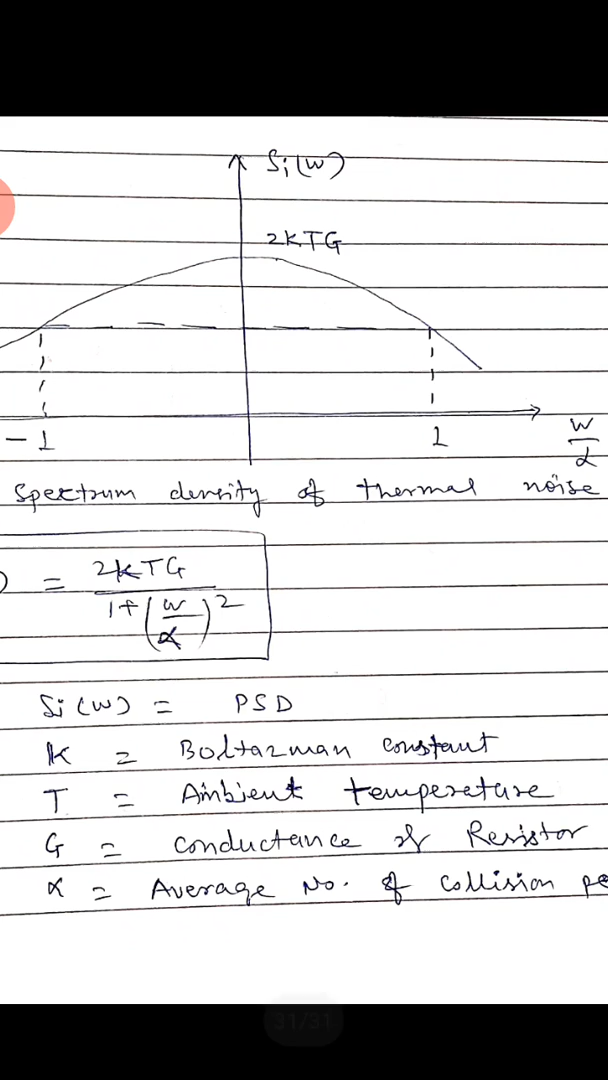 Si(w)
2KTG
-1
1
w/α
Spectrum density of thermal noise
) = 2KTG / 1+(w/α)2
Si(w) = PSD
K = Boltazman constant
T = Ambient temperature
G = conductance of Resistor
α = Average No. of collision pe
31/31